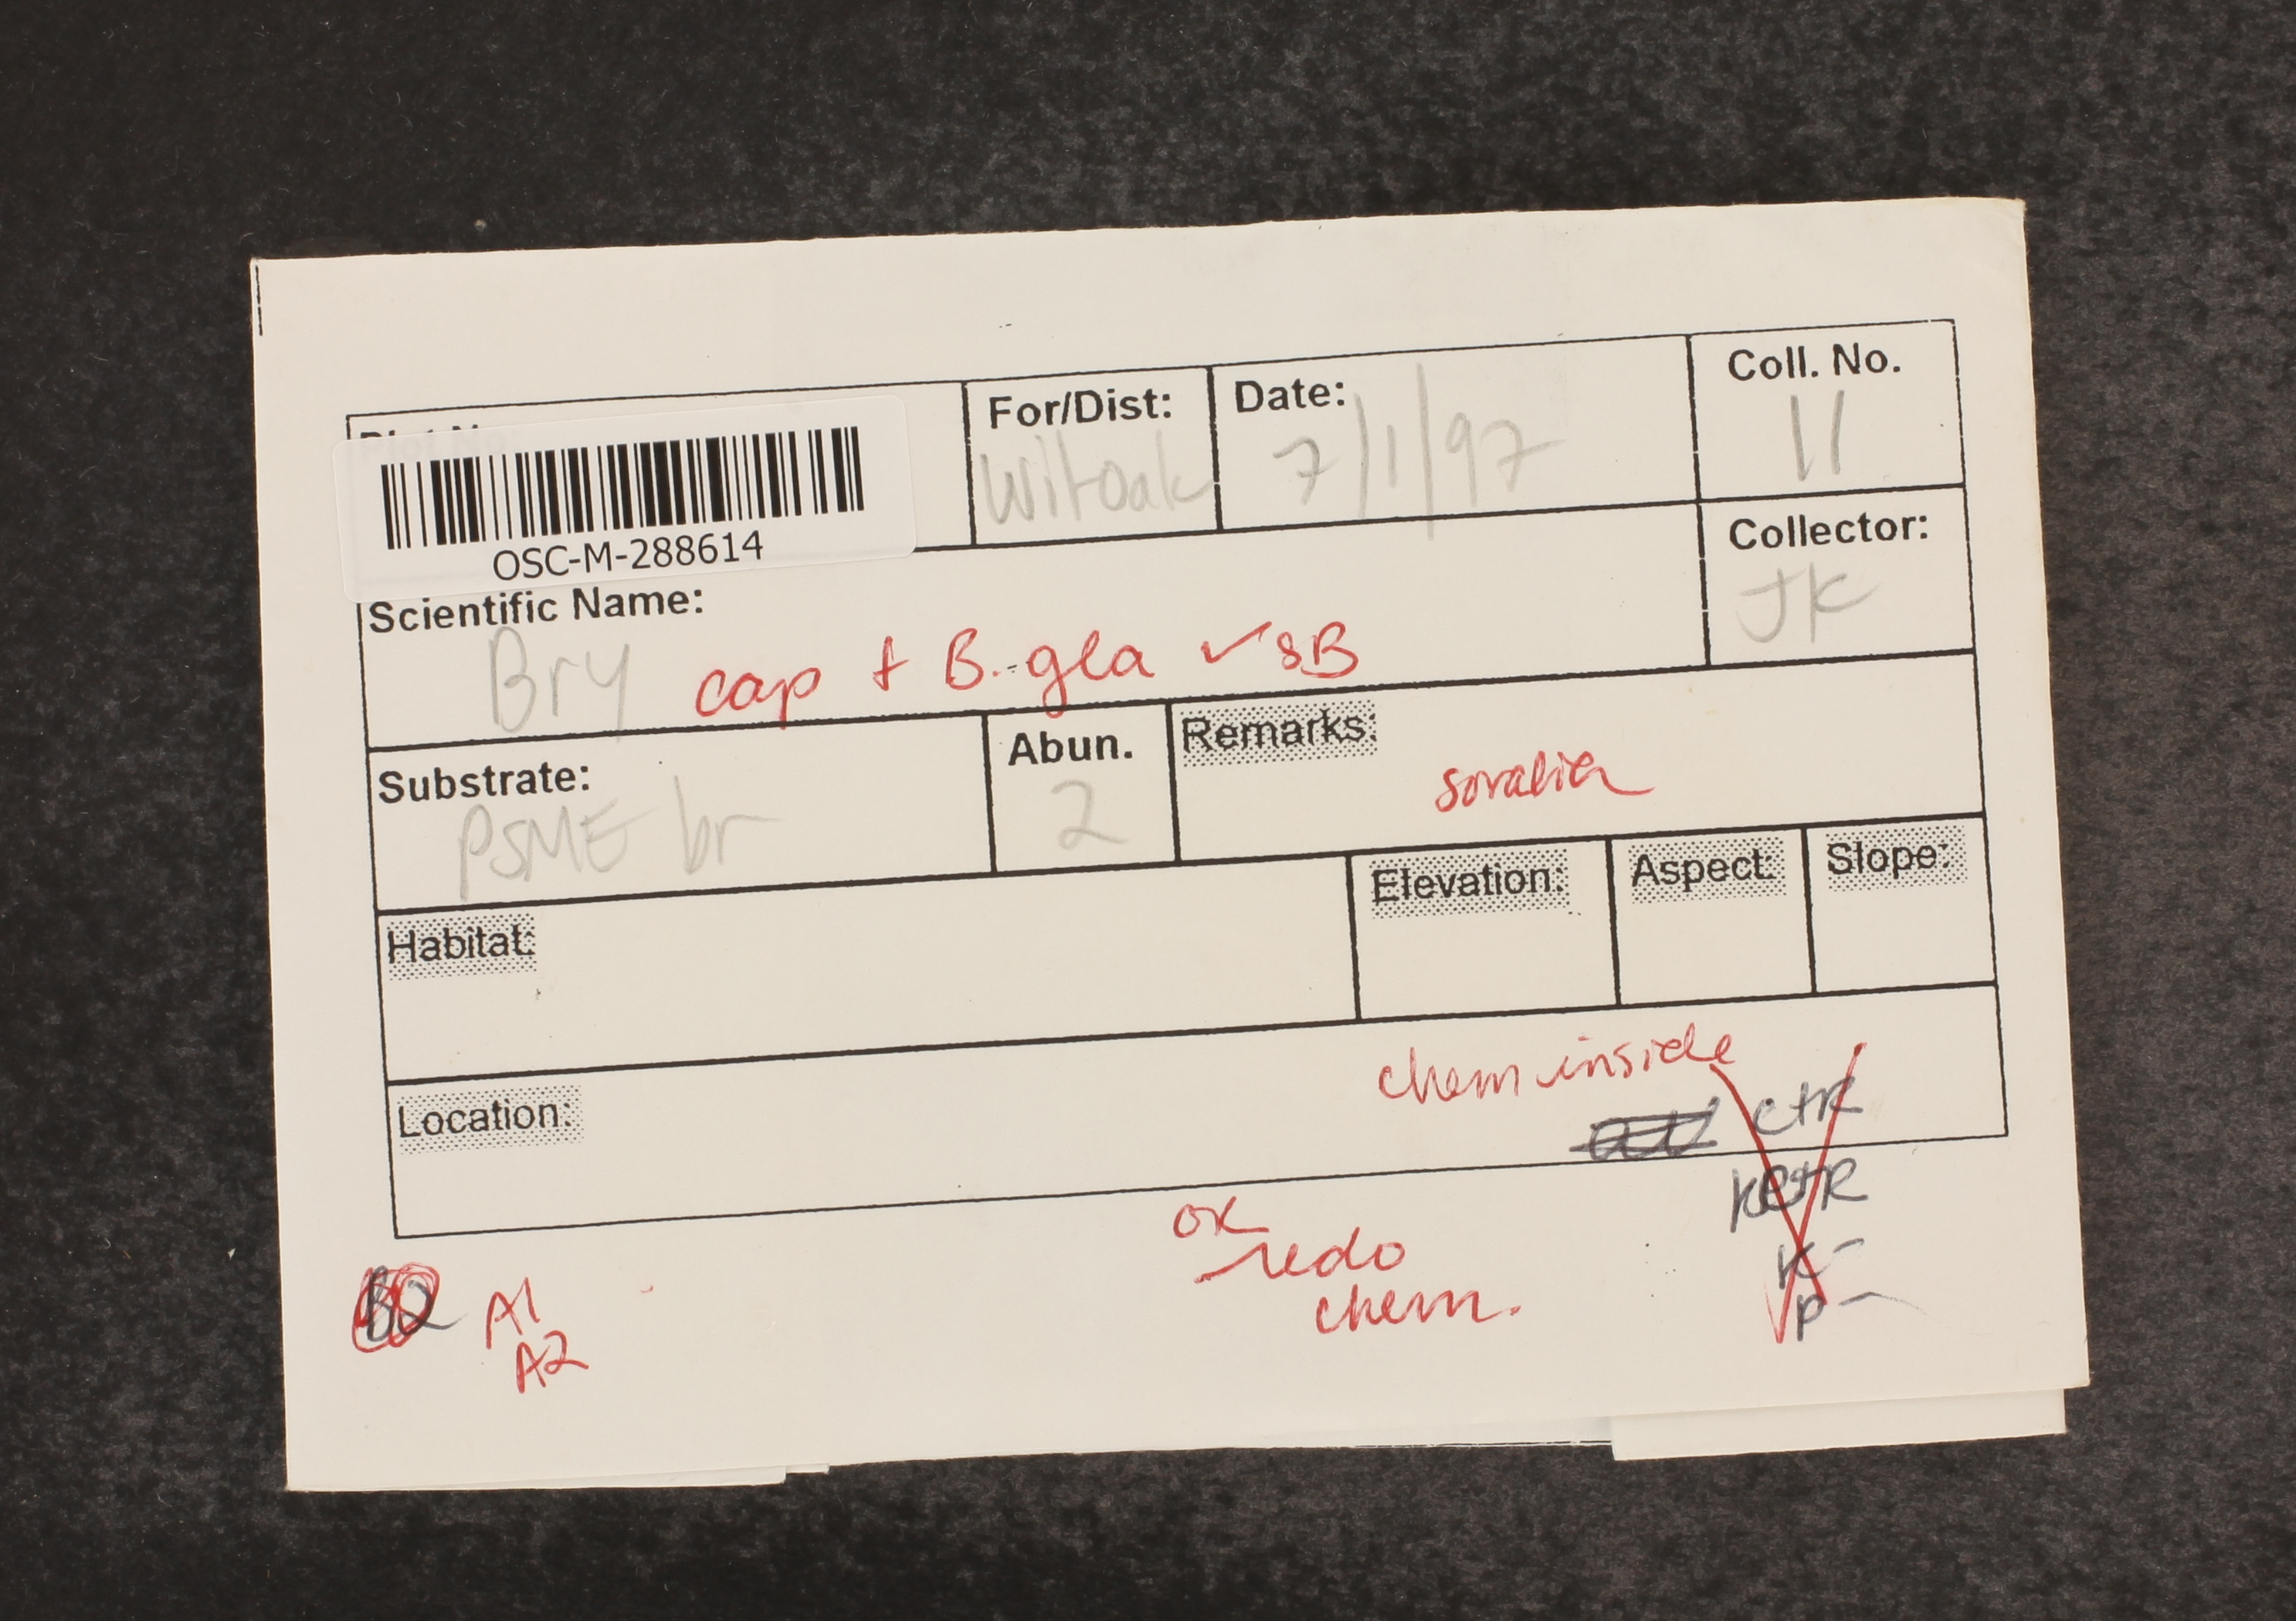 For/Dist: Date: Coll. No.
WilOak 7/1/97 11
OSC-M-288614
Scientific Name: Collector:
Bry cap + B. gla ✓ SB JK
Substrate: Abun. Remarks:
PSME br 2 soralia
Habitat: Elevation: Aspect: Slope:
Location: chem inside
C+R
KC+R
K-
P-
OK
redo
chem.
A1
A2